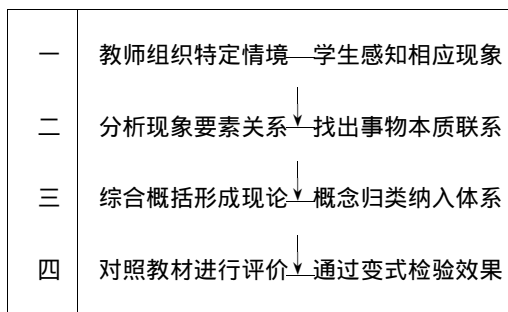 一 教师组织特定情境——学生感知相应现象
二 分析现象要素关系——找出事物本质联系
三 综合概括形成现论——概念归类纳入体系
四 对照教材进行评价——通过变式检验效果